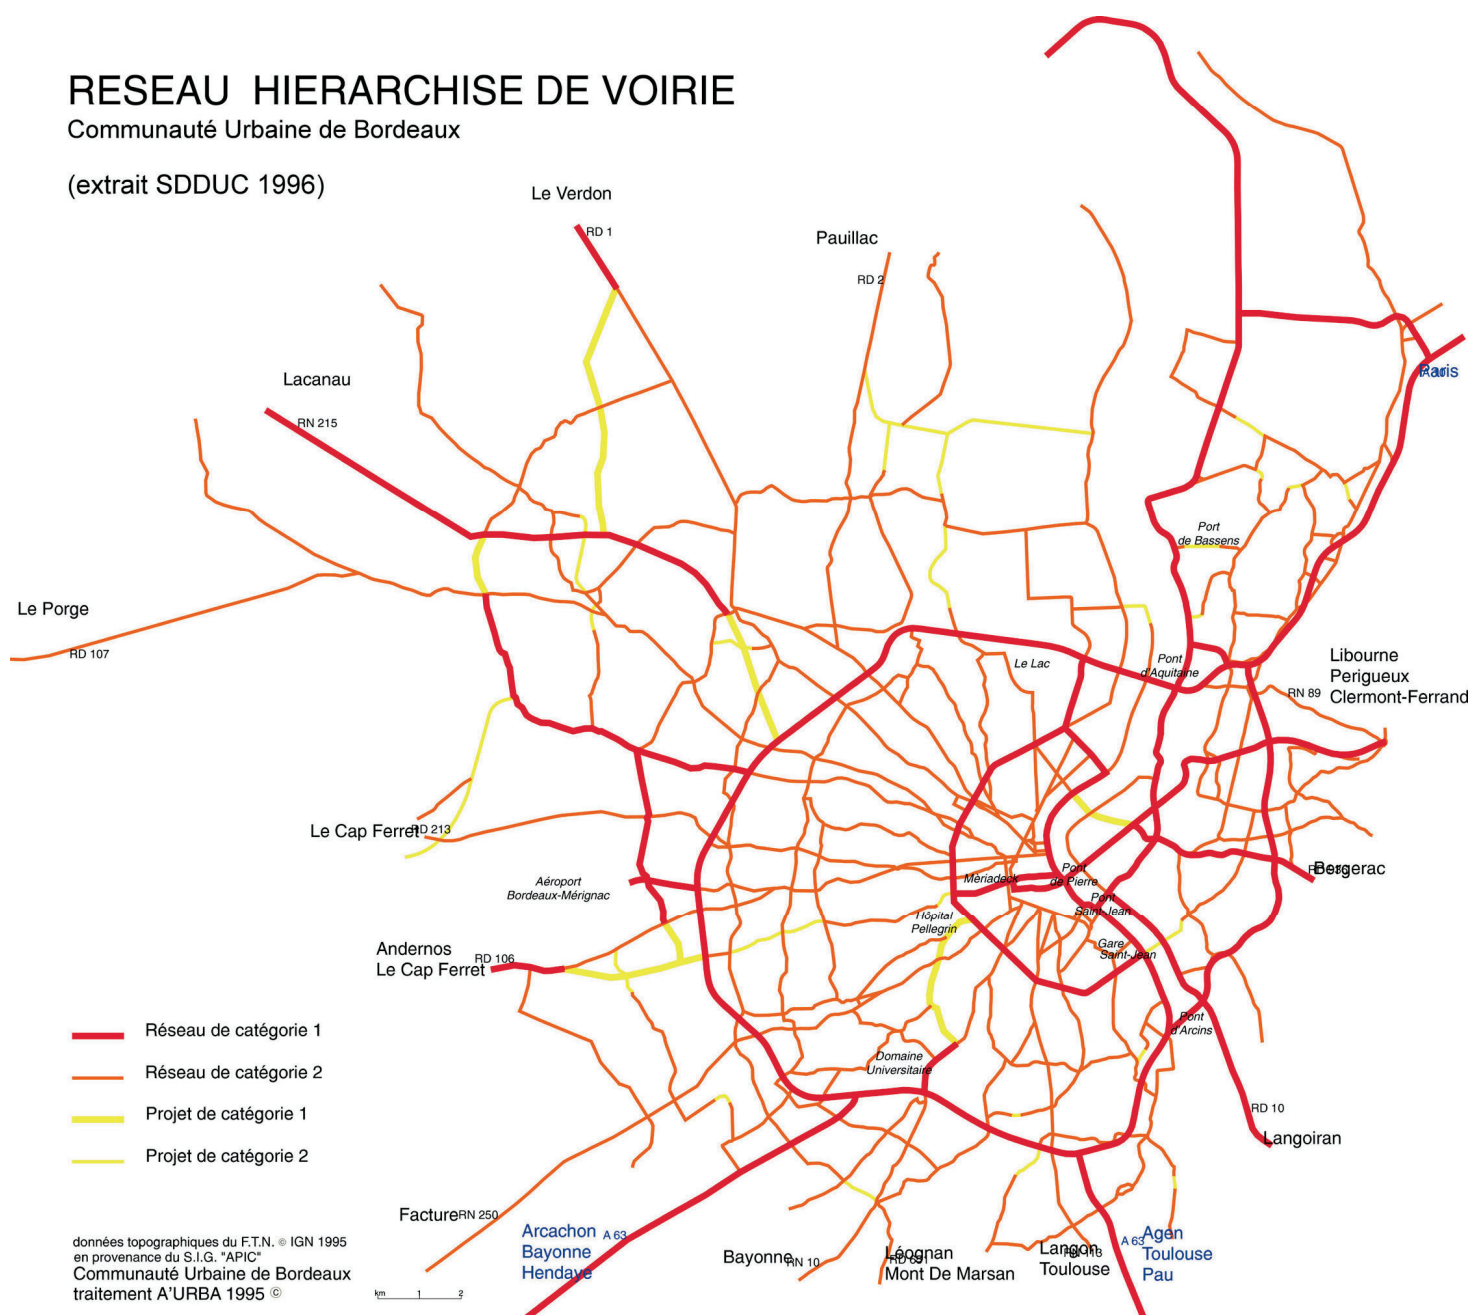 RESEAU HIERARCHISE DE VOIRIE
Communauté Urbaine de Bordeaux
(extrait SDDUC 1996)
Le Verdon
RD 1
Pauillac
RD 2
Lacanau
RN 215
Paris
Port
de Bassens
Le Porge
RD 107
Le Lac
Pont
d'Aquitaine
Libourne
Perigueux
Clermont-Ferrand
RN 89
Le Cap Ferret
RD 213
Aéroport
Bordeaux-Mérignac
Mériadeck
Pont
de Pierre
Bergerac
Pont
Saint-Jean
Hôpital
Pellegrin
Gare
Saint-Jean
Andernos
Le Cap Ferret
RD 106
Pont
d'Arcins
Réseau de catégorie 1
Réseau de catégorie 2
Projet de catégorie 1
Projet de catégorie 2
Domaine
Universitaire
RD 10
Langoiran
Facture
RN 250
Arcachon
Bayonne
Hendaye
A 63
Bayonne
RN 10
Léognan
Mont De Marsan
Langon
Toulouse
A 63
Agen
Toulouse
Pau
données topographiques du F.T.N. © IGN 1995
en provenance du S.I.G. "APIC"
Communauté Urbaine de Bordeaux
traitement A'URBA 1995 ©
km 1 2